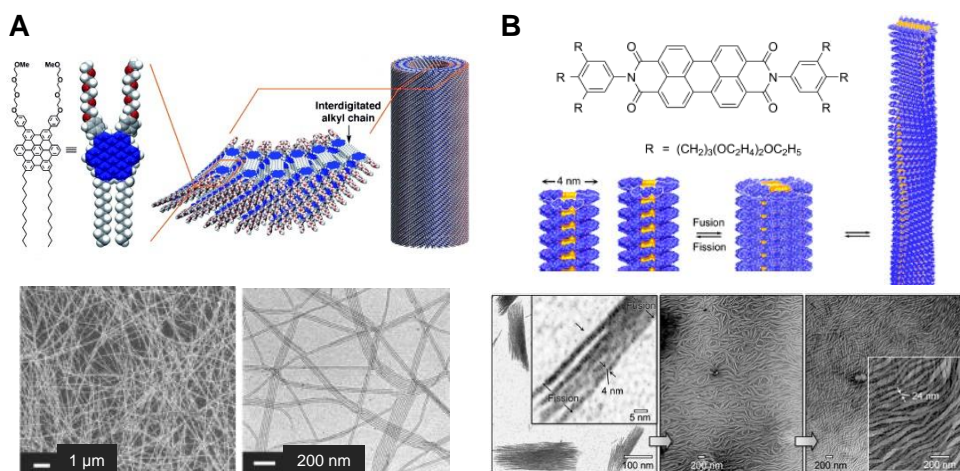 A
OMe MeO
O O
O O
O O
Interdigitated
alkyl chain
1 µm
200 nm
B
R R
R N N R
R R
O O
O O
R = (CH2)3(OC2H4)2OC2H5
4 nm
Fusion
Fission
Fusion
Fission
4 nm
5 nm
100 nm
200 nm
200 nm
24 nm
200 nm